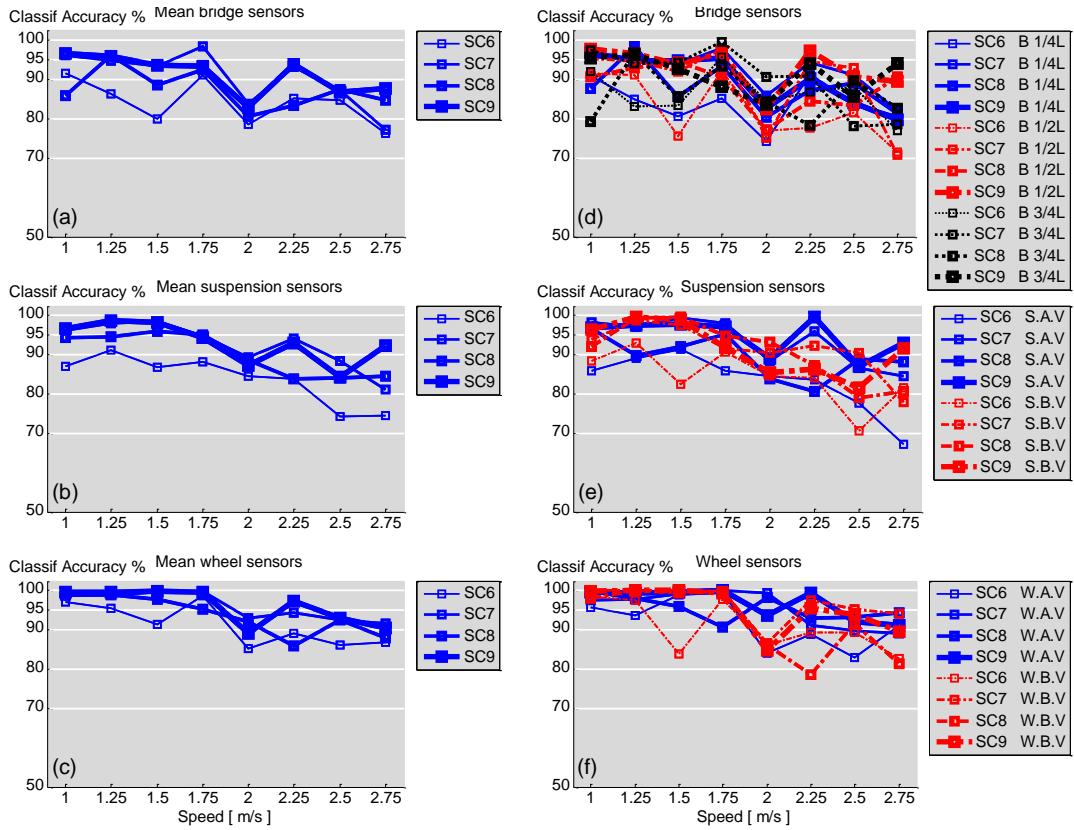 Classif Accuracy % Mean bridge sensors
100
95
90
80
70
50
(a)
1 1.25 1.5 1.75 2 2.25 2.5 2.75
SC6
SC7
SC8
SC9
Classif Accuracy % Bridge sensors
100
95
90
80
70
50
(d)
1 1.25 1.5 1.75 2 2.25 2.5 2.75
SC6 B 1/4L
SC7 B 1/4L
SC8 B 1/4L
SC9 B 1/4L
SC6 B 1/2L
SC7 B 1/2L
SC8 B 1/2L
SC9 B 1/2L
SC6 B 3/4L
SC7 B 3/4L
SC8 B 3/4L
SC9 B 3/4L
Classif Accuracy % Mean suspension sensors
100
95
90
80
70
50
(b)
1 1.25 1.5 1.75 2 2.25 2.5 2.75
SC6
SC7
SC8
SC9
Classif Accuracy % Suspension sensors
100
95
90
80
70
50
(e)
1 1.25 1.5 1.75 2 2.25 2.5 2.75
SC6 S.A.V
SC7 S.A.V
SC8 S.A.V
SC9 S.A.V
SC6 S.B.V
SC7 S.B.V
SC8 S.B.V
SC9 S.B.V
Classif Accuracy % Mean wheel sensors
100
95
90
80
70
50
(c)
1 1.25 1.5 1.75 2 2.25 2.5 2.75
Speed [ m/s ]
SC6
SC7
SC8
SC9
Classif Accuracy % Wheel sensors
100
95
90
80
70
50
(f)
1 1.25 1.5 1.75 2 2.25 2.5 2.75
Speed [ m/s ]
SC6 W.A.V
SC7 W.A.V
SC8 W.A.V
SC9 W.A.V
SC6 W.B.V
SC7 W.B.V
SC8 W.B.V
SC9 W.B.V